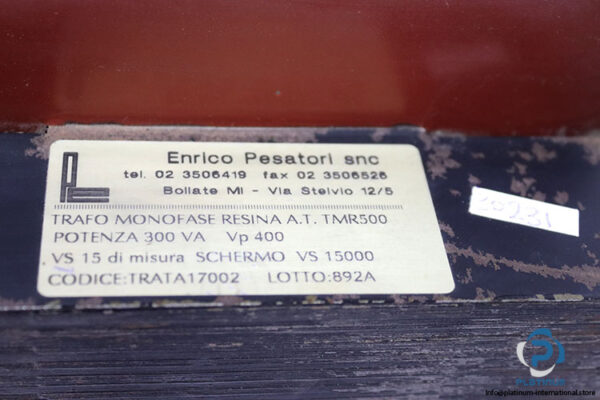 Enrico Pesatori snc
tel. 02 3506419 fax 02 3506526
Bollate MI - Via Stelvio 12/5
TRAFO MONOFASE RESINA A.T. TMR500
POTENZA 300 VA Vp 400
VS 15 di misura SCHERMO VS 15000
CODICE:TRATA17002 LOTTO:892A
20231
PLATINUM
Info@platinum-international.store